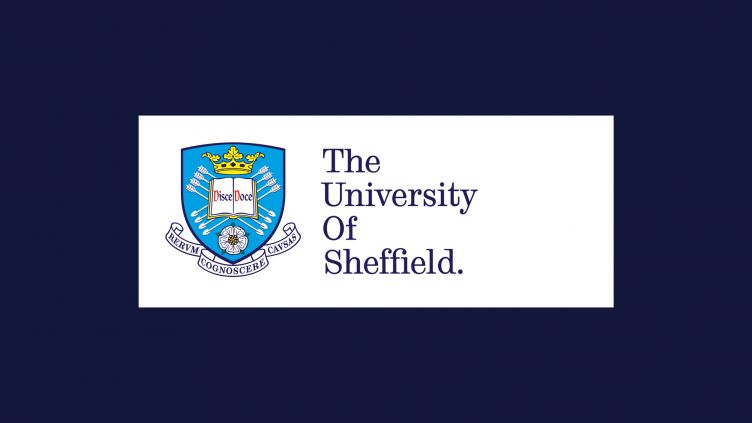 Disce Doce
RERVM COGNOSCERE CAVSAS
The
University
Of
Sheffield.